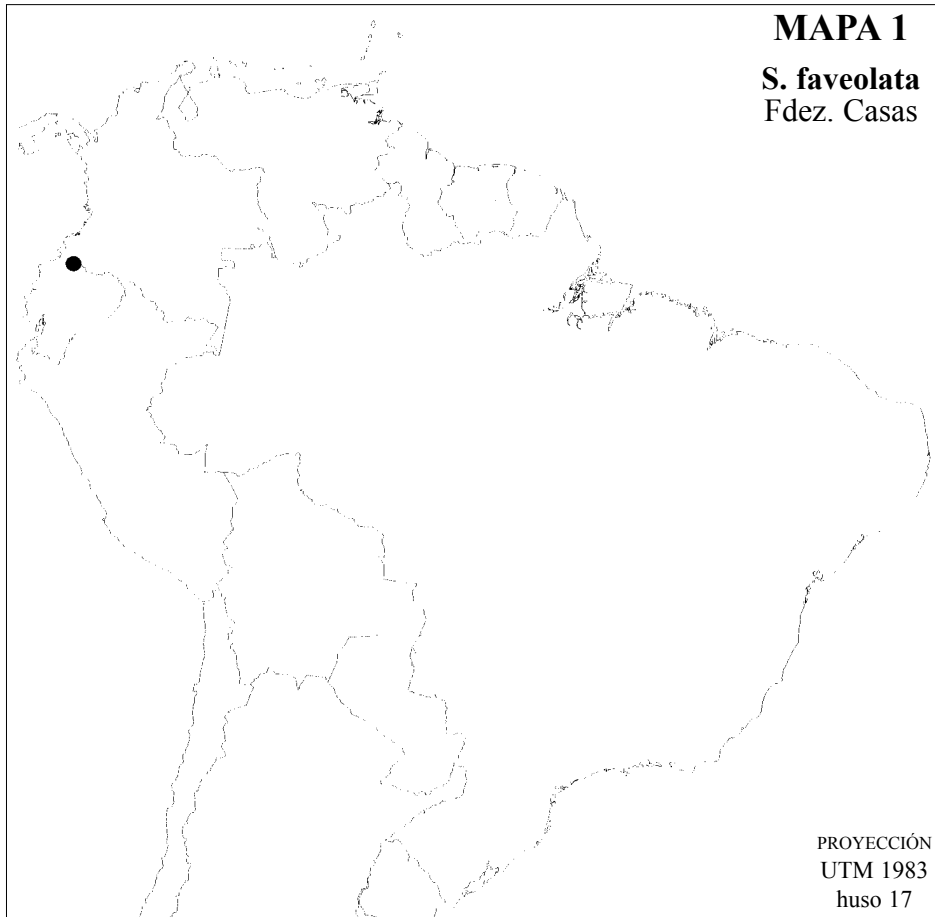 MAPA 1
S. faveolata
Fdez. Casas
PROYECCIÓN
UTM 1983
huso 17